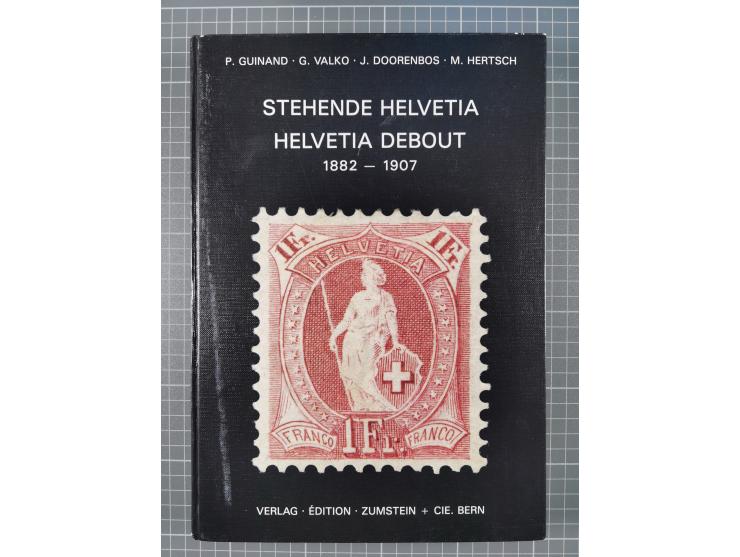 P. GUINAND · G. VALKO · J. DOORENBOS · M. HERTSCH
STEHENDE HELVETIA
HELVETIA DEBOUT
1882 — 1907
1Fr. 1Fr.
HELVETIA
FRANCO 1Fr. FRANCO
VERLAG · ÉDITION · ZUMSTEIN + CIE. BERN